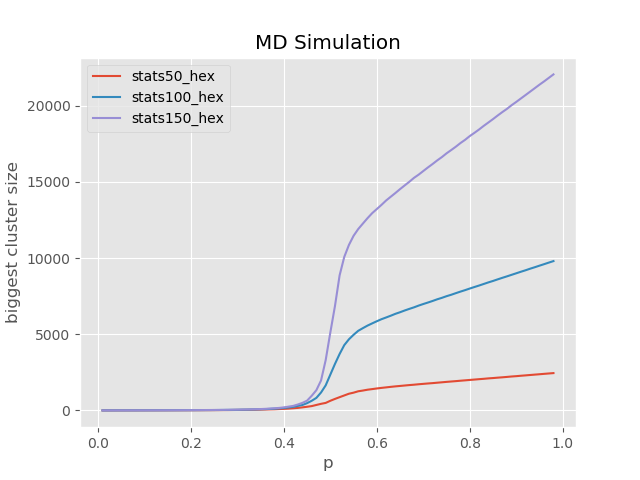 MD Simulation
stats50_hex
stats100_hex
stats150_hex
biggest cluster size
20000
15000
10000
5000
0
0.0 0.2 0.4 0.6 0.8 1.0
p